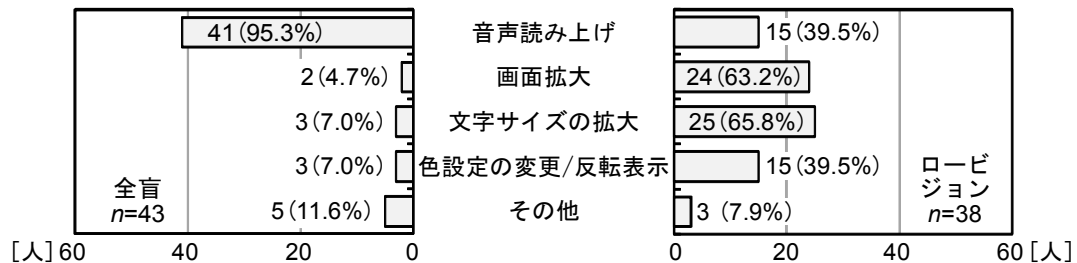 41(95.3%) 音声読み上げ 15(39.5%)
2(4.7%) 画面拡大 24(63.2%)
3(7.0%) 文字サイズの拡大 25(65.8%)
3(7.0%) 色設定の変更/反転表示 15(39.5%)
5(11.6%) その他 3 (7.9%)
全盲
n=43
ロービ
ジョン
n=38
[人] 60 40 20 0 0 20 40 60 [人]